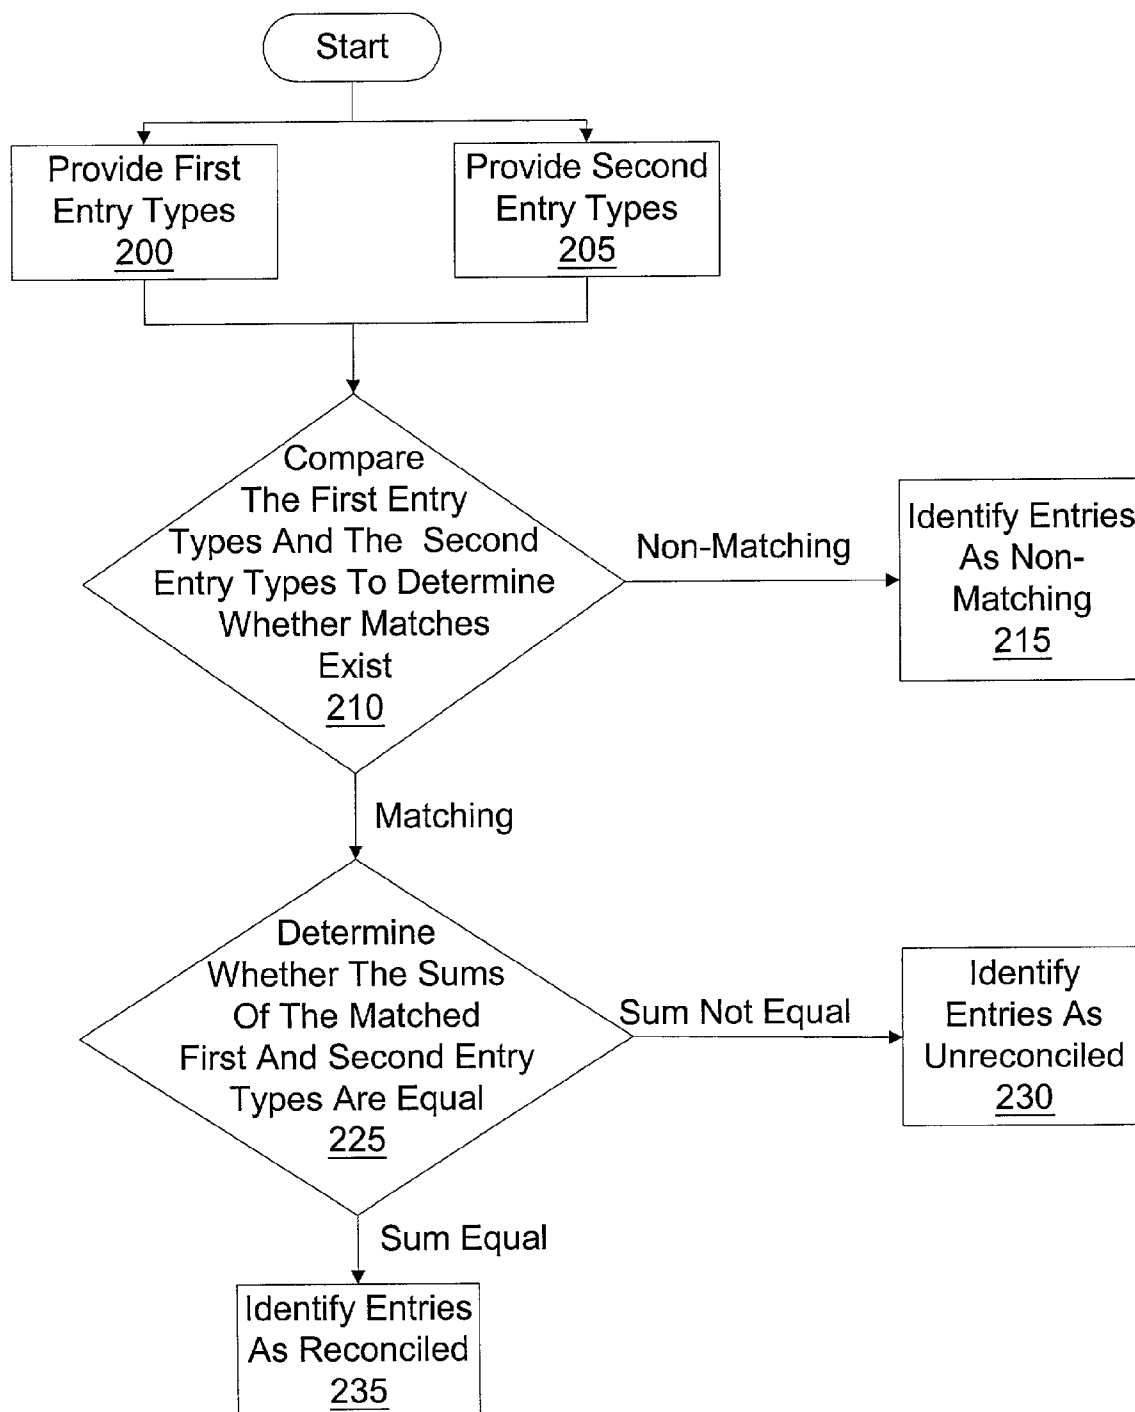 Start
Provide First
Entry Types
200
Provide Second
Entry Types
205
Compare
The First Entry
Types And The Second
Entry Types To Determine
Whether Matches
Exist
210
Non-Matching
Identify Entries
As Non-
Matching
215
Matching
Determine
Whether The Sums
Of The Matched
First And Second Entry
Types Are Equal
225
Sum Not Equal
Identify
Entries As
Unreconciled
230
Sum Equal
Identify Entries
As Reconciled
235